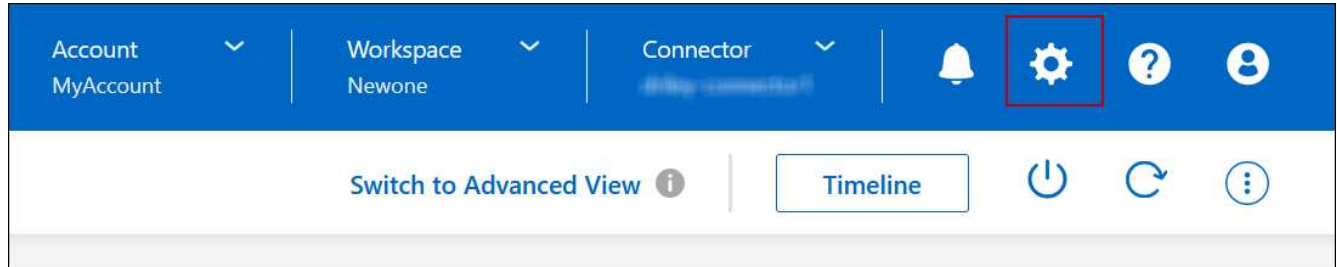 Account
MyAccount
Workspace
Newone
Connector
Switch to Advanced View
Timeline